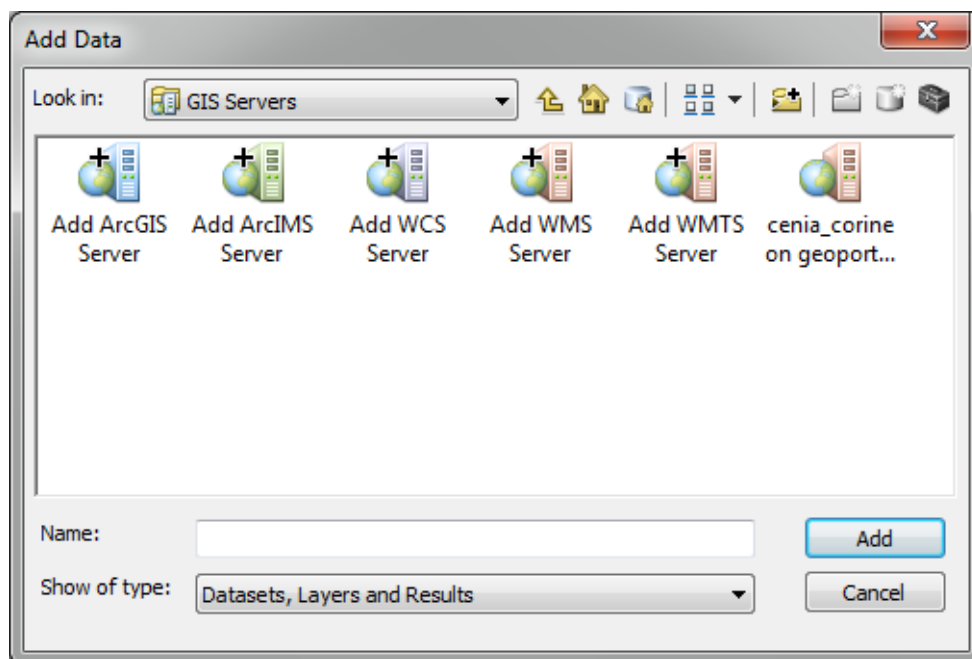 Add Data
Look in: GIS Servers
Add ArcGIS Server
Add ArcIMS Server
Add WCS Server
Add WMS Server
Add WMTS Server
cenia_corine on geoport...
Name: Add
Show of type: Datasets, Layers and Results Cancel